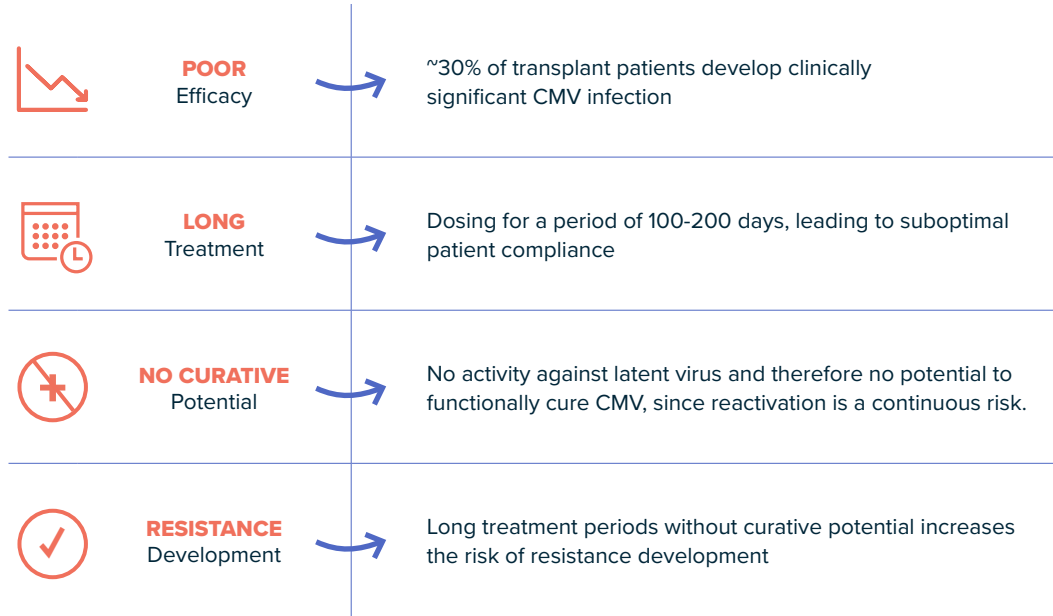 POOR
Efficacy
~30% of transplant patients develop clinically
significant CMV infection
LONG
Treatment
Dosing for a period of 100-200 days, leading to suboptimal
patient compliance
NO CURATIVE
Potential
No activity against latent virus and therefore no potential to
functionally cure CMV, since reactivation is a continuous risk.
RESISTANCE
Development
Long treatment periods without curative potential increases
the risk of resistance development